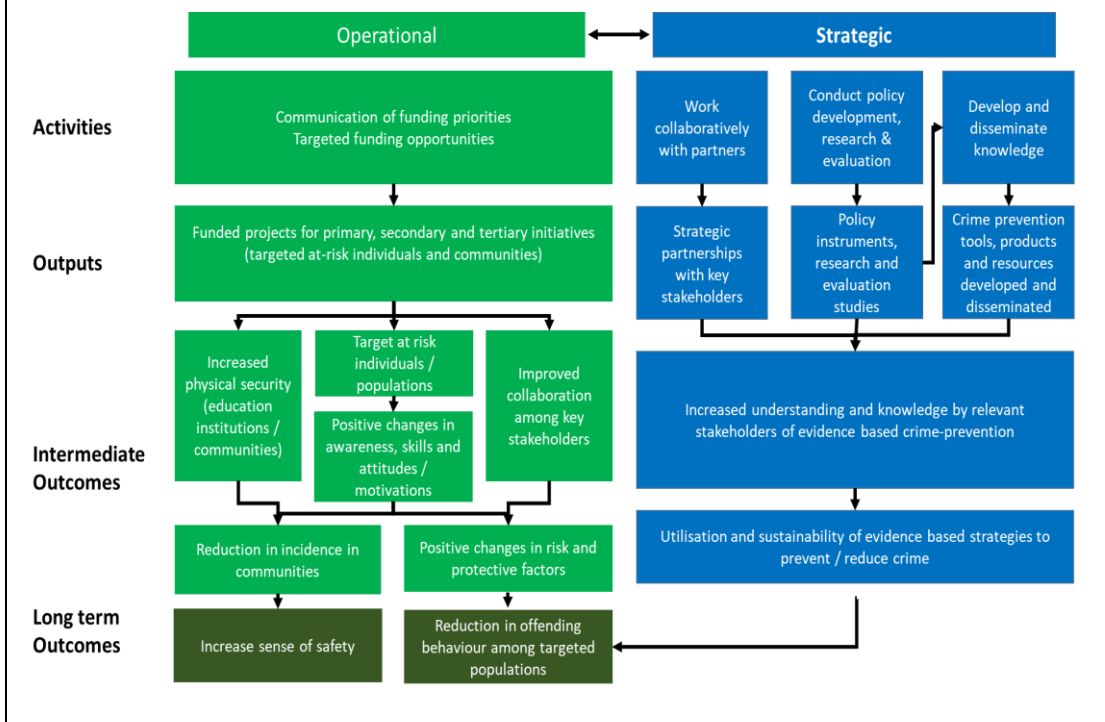 Operational
Strategic
Activities
Communication of funding priorities
Targeted funding opportunities
Work
collaboratively
with partners
Conduct policy
development,
research &
evaluation
Develop and
disseminate
knowledge
Outputs
Funded projects for primary, secondary and tertiary initiatives
(targeted at-risk individuals and communities)
Strategic
partnerships
with key
stakeholders
Policy
instruments,
research and
evaluation
studies
Crime prevention
tools, products
and resources
developed and
disseminated
Intermediate
Outcomes
Increased
physical security
(education
institutions /
communities)
Target at risk
individuals /
populations
Positive changes in
awareness, skills and
attitudes /
motivations
Improved
collaboration
among key
stakeholders
Increased understanding and knowledge by relevant
stakeholders of evidence based crime-prevention
Reduction in incidence in
communities
Positive changes in risk and
protective factors
Utilisation and sustainability of evidence based strategies to
prevent / reduce crime
Long term
Outcomes
Increase sense of safety
Reduction in offending
behaviour among targeted
populations